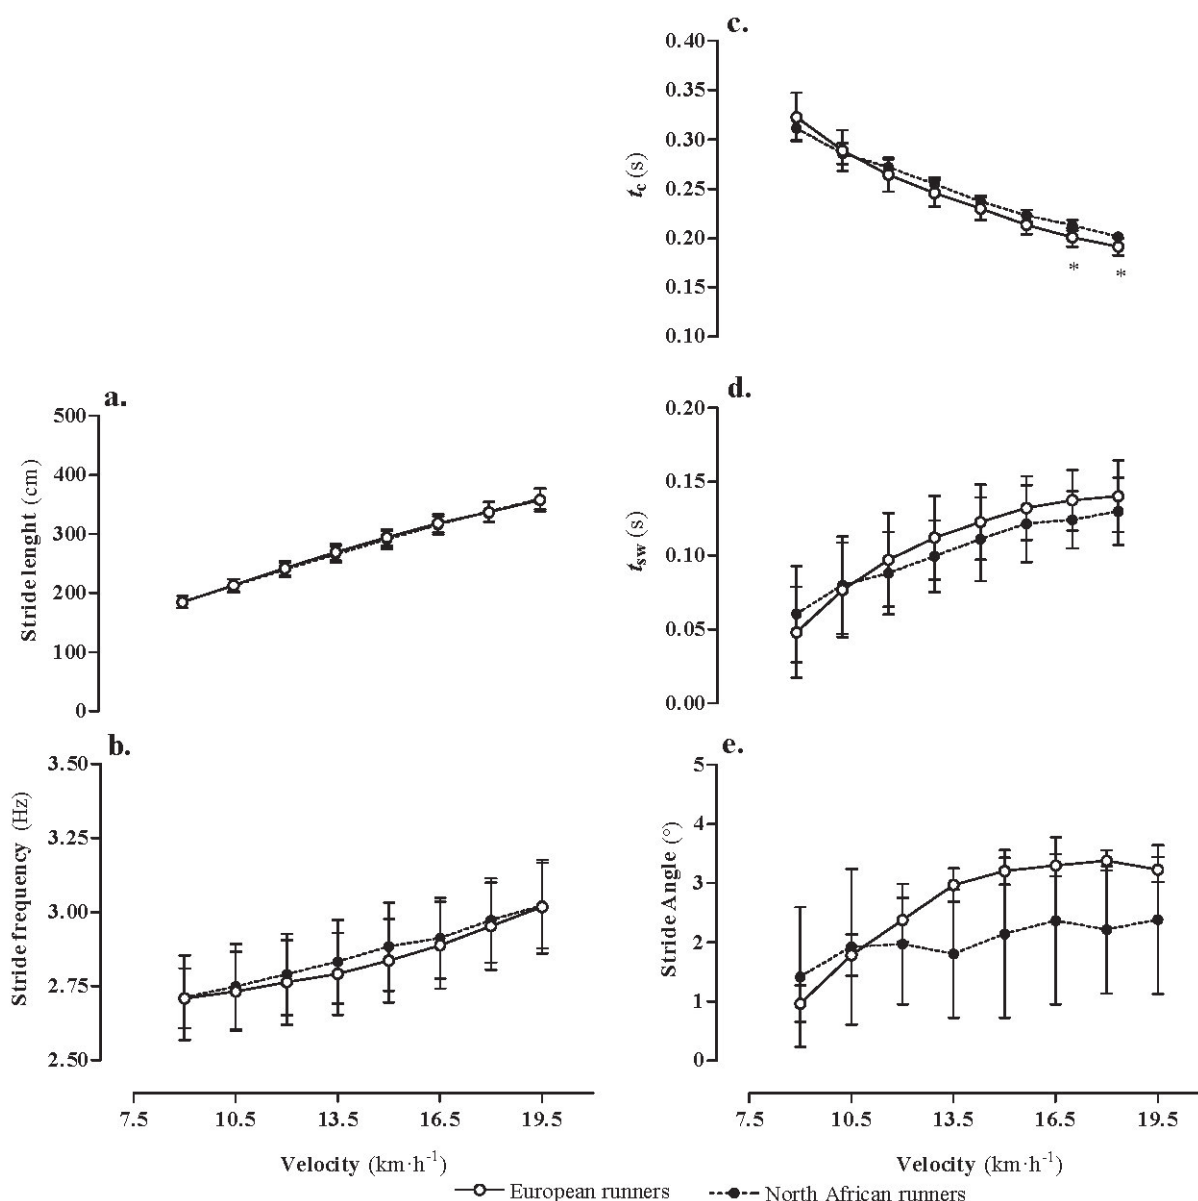 c.
0.40
0.35
0.30
0.25
0.20
0.15
0.10
tc (s)
*
*
a.
500
400
300
200
100
0
Stride lenght (cm)
d.
0.20
0.15
0.10
0.05
0.00
tsw (s)
b.
3.50
3.25
3.00
2.75
2.50
Stride frequency (Hz)
e.
5
4
3
2
1
0
Stride Angle (°)
7.5 10.5 13.5 16.5 19.5
Velocity (km·h-1)
7.5 10.5 13.5 16.5 19.5
Velocity (km·h-1)
European runners
North African runners